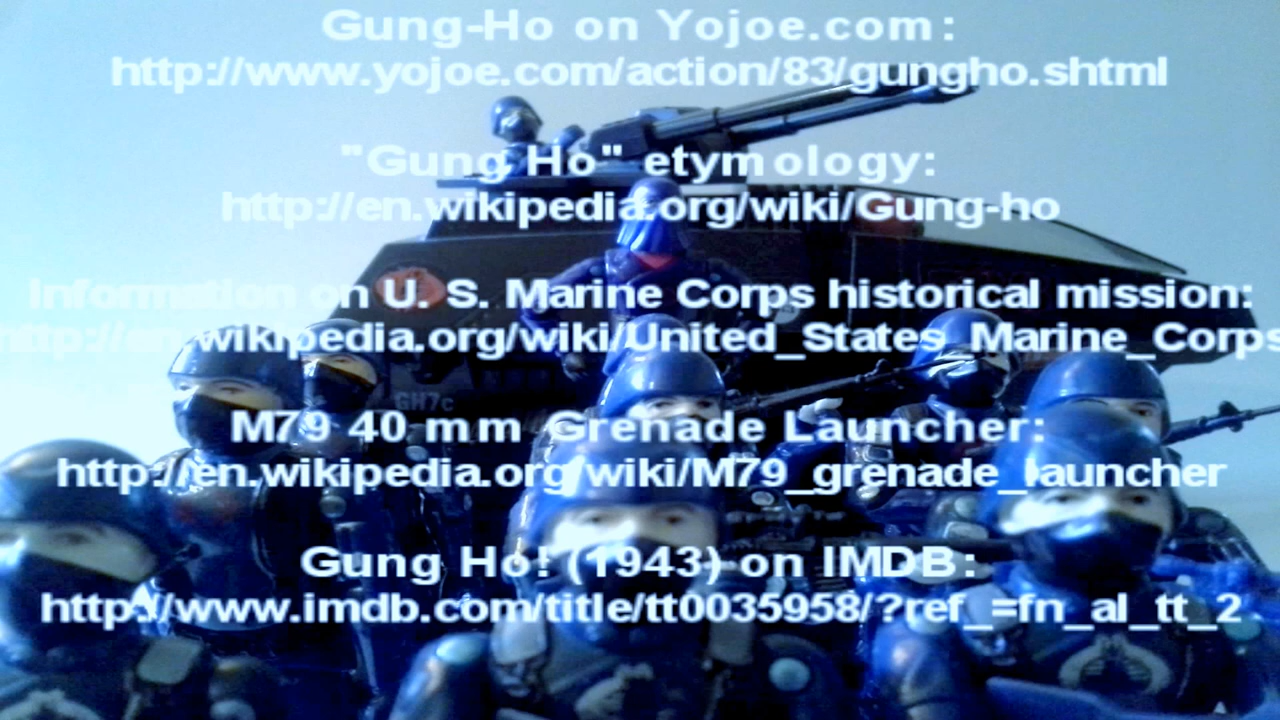 Gung-Ho on Yojoe.com:
http://www.yojoe.com/action/83/gungho.shtml
"Gung Ho" etymology:
http://en.wikipedia.org/wiki/Gung-ho
Information on U. S. Marine Corps historical mission:
http://en.wikipedia.org/wiki/United_States_Marine_Corps
GH7c
M79 40 mm Grenade Launcher:
http://en.wikipedia.org/wiki/M79_grenade_launcher
Gung Ho! (1943) on IMDB:
http://www.imdb.com/title/tt0035958/?ref_=fn_al_tt_2